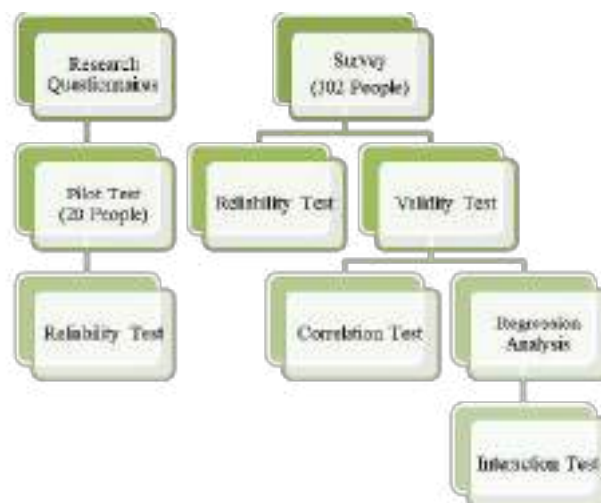 Research
Questionnaires
Survey
(302 People)
Pilot Test
(20 People)
Reliability Test
Validity Test
Reliability Test
Correlation Test
Regression
Analysis
Interaction Test